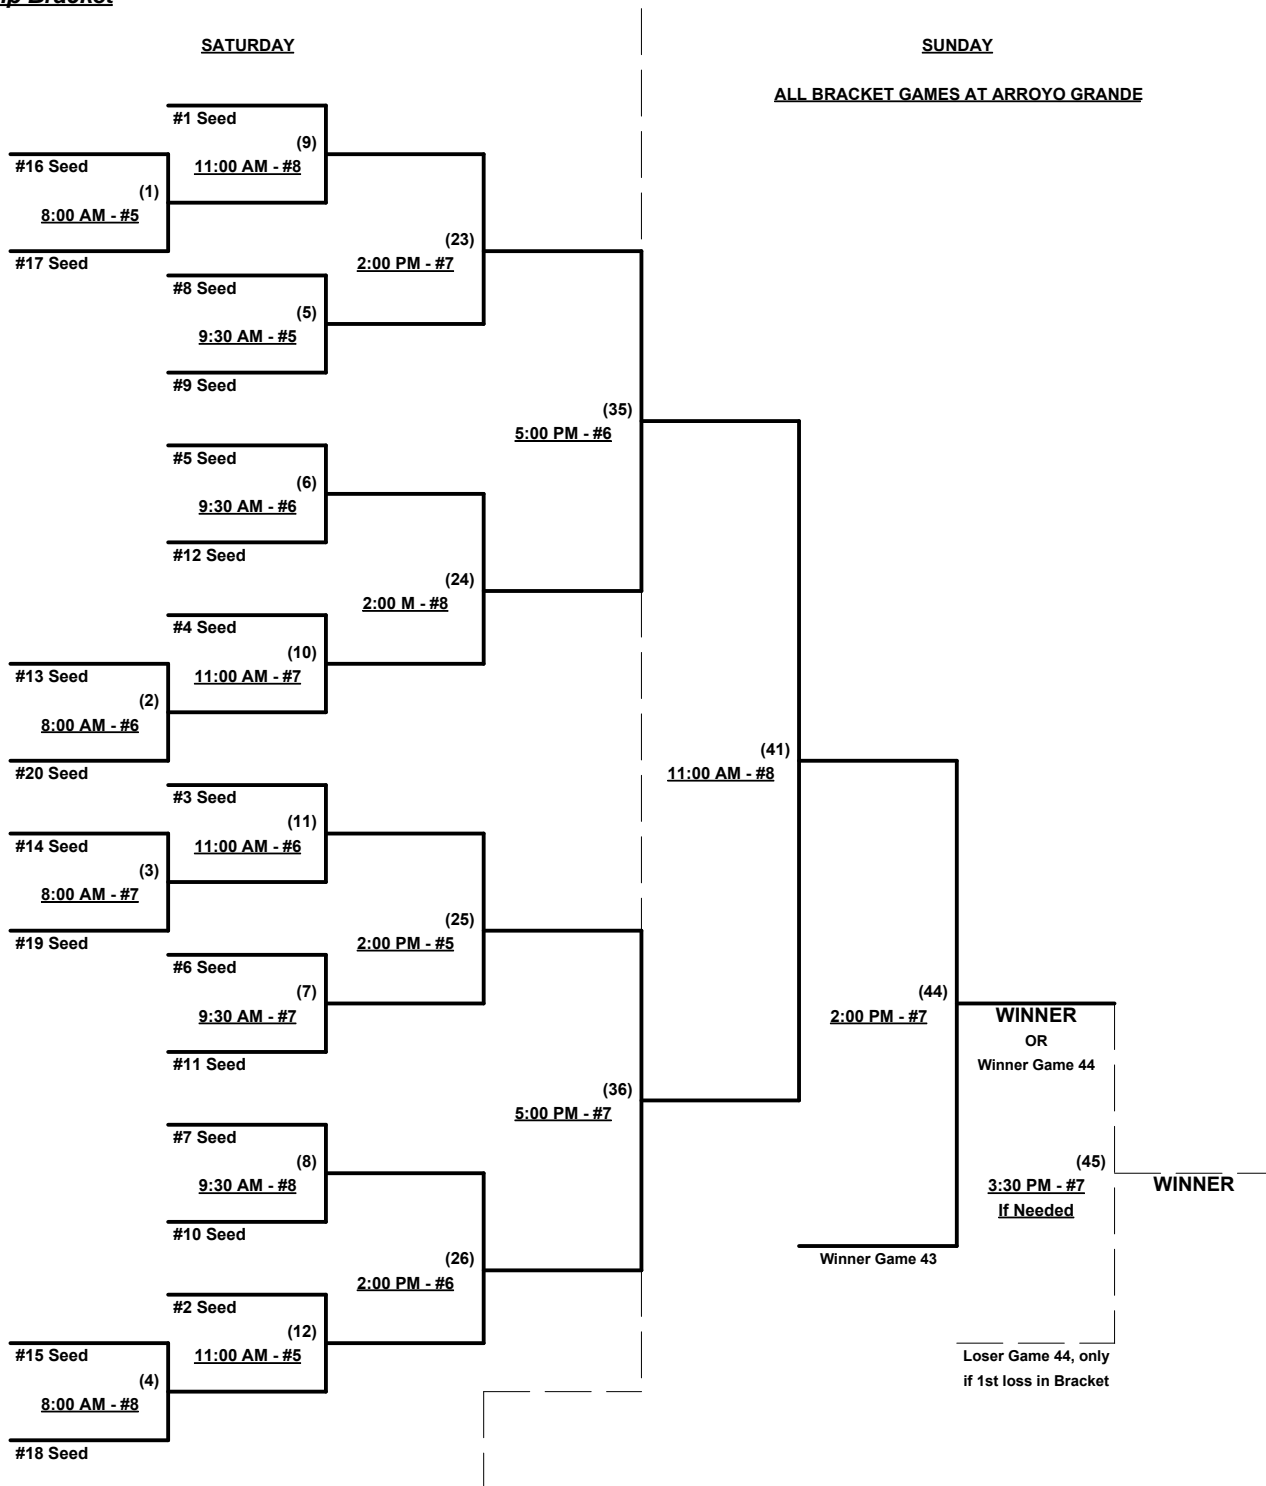 SATURDAY
SUNDAY
ALL BRACKET GAMES AT ARROYO GRANDE
#1 Seed
(9)
#16 Seed
11:00 AM - #8
(1)
8:00 AM - #5
(23)
#17 Seed
2:00 PM - #7
#8 Seed
(5)
9:30 AM - #5
#9 Seed
(35)
5:00 PM - #6
#5 Seed
(6)
9:30 AM - #6
#12 Seed
(24)
2:00 M - #8
#4 Seed
(10)
#13 Seed
11:00 AM - #7
(2)
8:00 AM - #6
(41)
#20 Seed
11:00 AM - #8
#3 Seed
(11)
#14 Seed
11:00 AM - #6
(3)
8:00 AM - #7
(25)
#19 Seed
2:00 PM - #5
#6 Seed
(7)
(44)
9:30 AM - #7
2:00 PM - #7
WINNER
OR
#11 Seed
Winner Game 44
(36)
5:00 PM - #7
#7 Seed
(8)
(45)
9:30 AM - #8
3:30 PM - #7
WINNER
If Needed
#10 Seed
(26)
Winner Game 43
2:00 PM - #6
#2 Seed
(12)
#15 Seed
11:00 AM - #5
Loser Game 44, only
if 1st loss in Bracket
(4)
8:00 AM - #8
#18 Seed